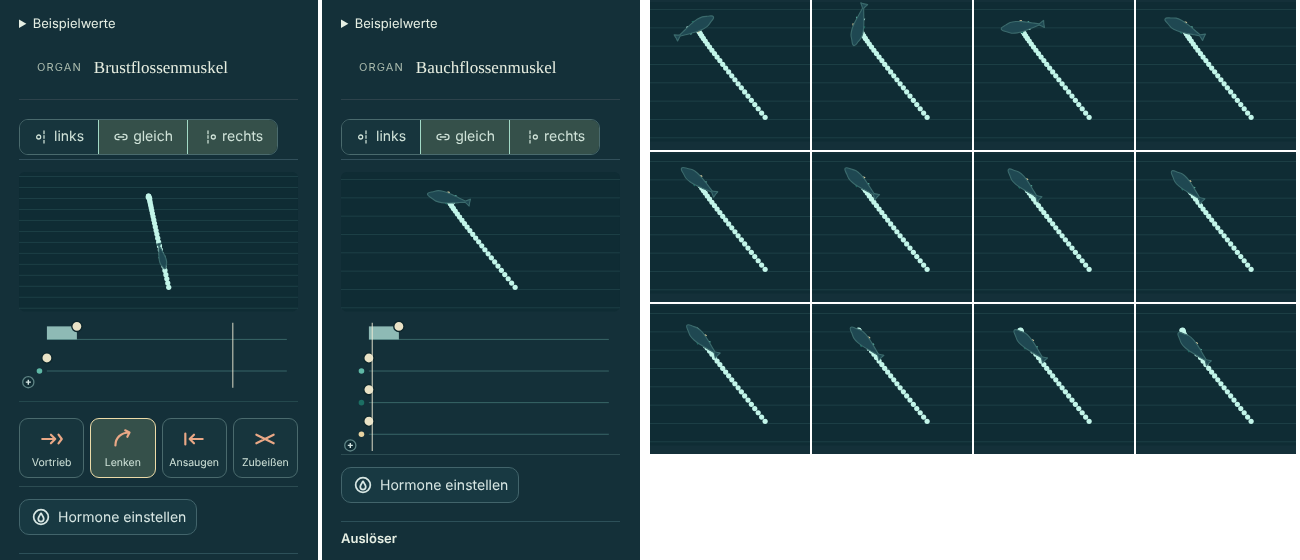 ▶ Beispielwerte
ORGAN Brustflossenmuskel
links gleich rechts
Vortrieb Lenken Ansaugen Zubeißen
Hormone einstellen
▶ Beispielwerte
ORGAN Bauchflossenmuskel
links gleich rechts
Hormone einstellen
Auslöser